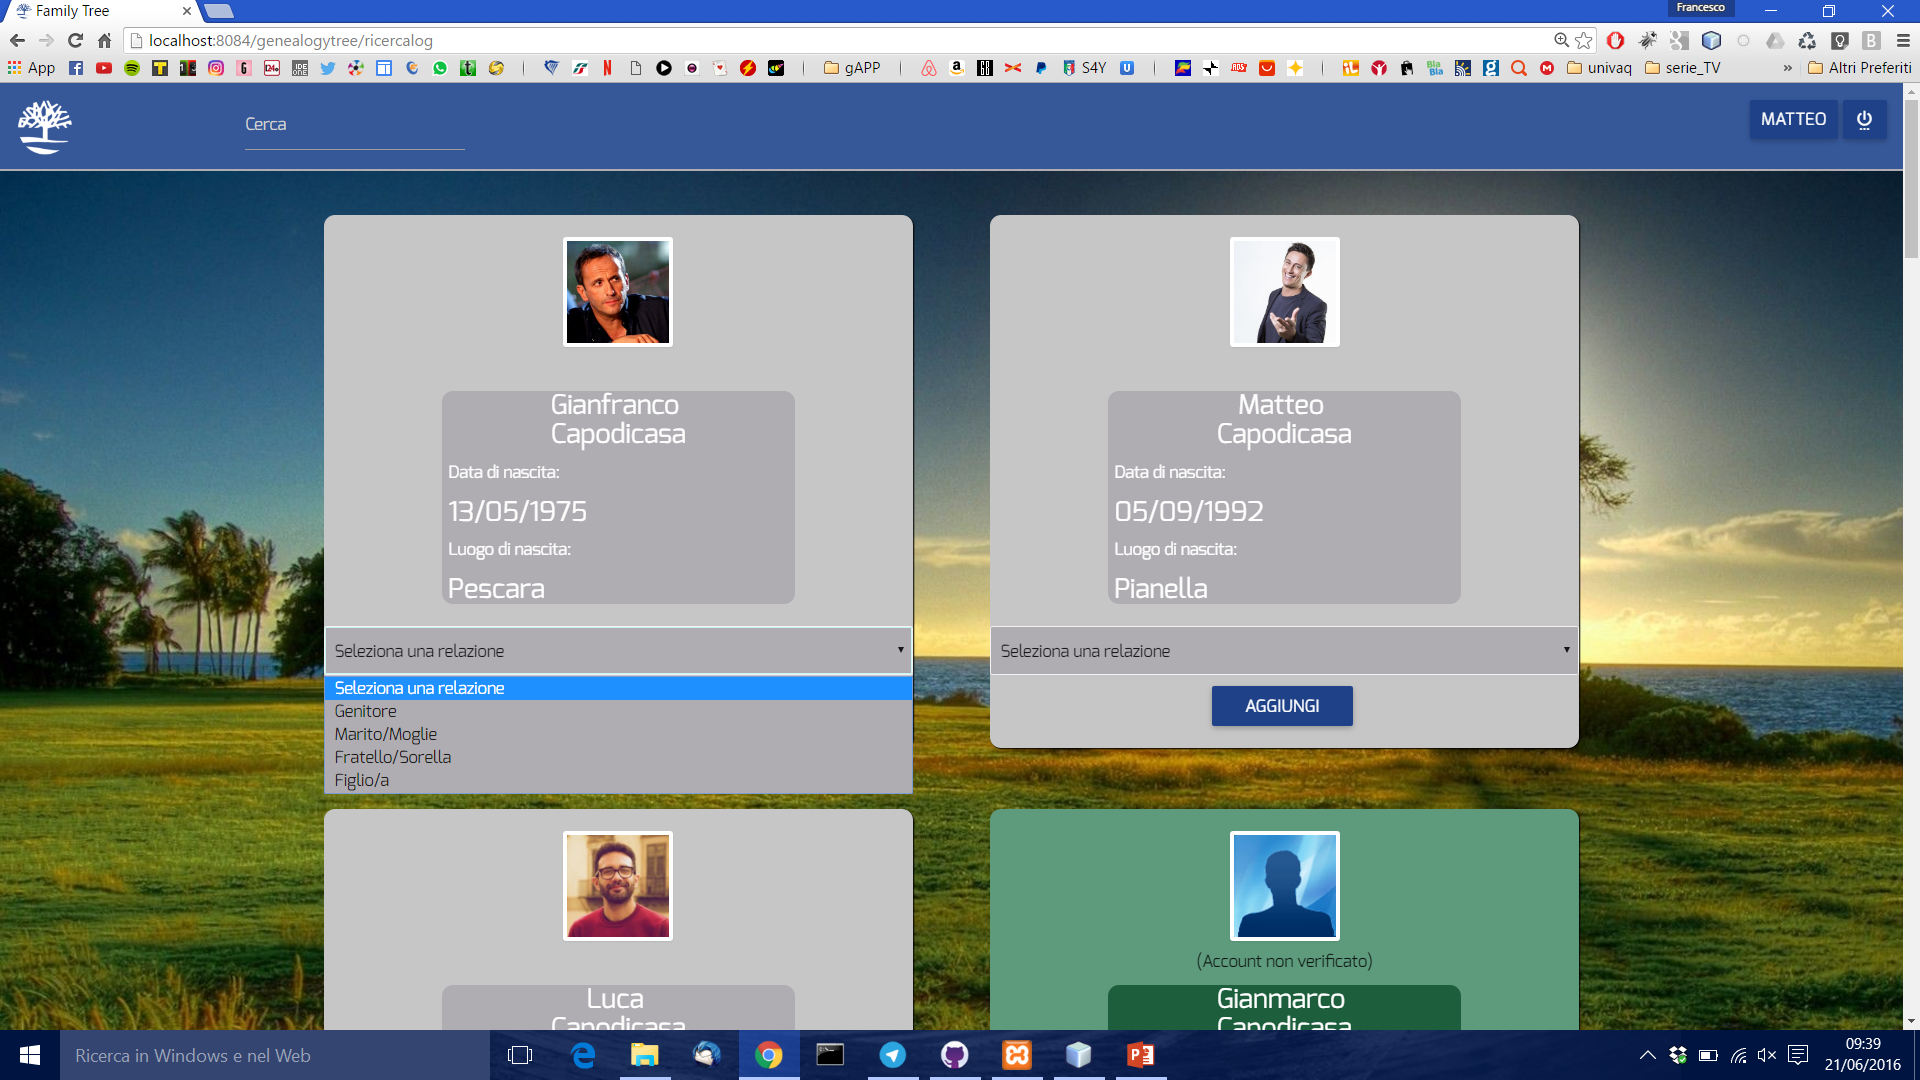 Family Tree
Francesco
localhost:8084/genealogytree/ricercalog
App
gAPP
S4Y
univaq
serie_TV
»
Altri Preferiti
Cerca
MATTEO
Gianfranco
Capodicasa
Data di nascita:
13/05/1975
Luogo di nascita:
Pescara
Seleziona una relazione
Seleziona una relazione
Genitore
Marito/Moglie
Fratello/Sorella
Figlio/a
Matteo
Capodicasa
Data di nascita:
05/09/1992
Luogo di nascita:
Pianella
Seleziona una relazione
AGGIUNGI
Luca
Capodicasa
(Account non verificato)
Gianmarco
Capodicasa
Ricerca in Windows e nel Web
09:39
21/06/2016